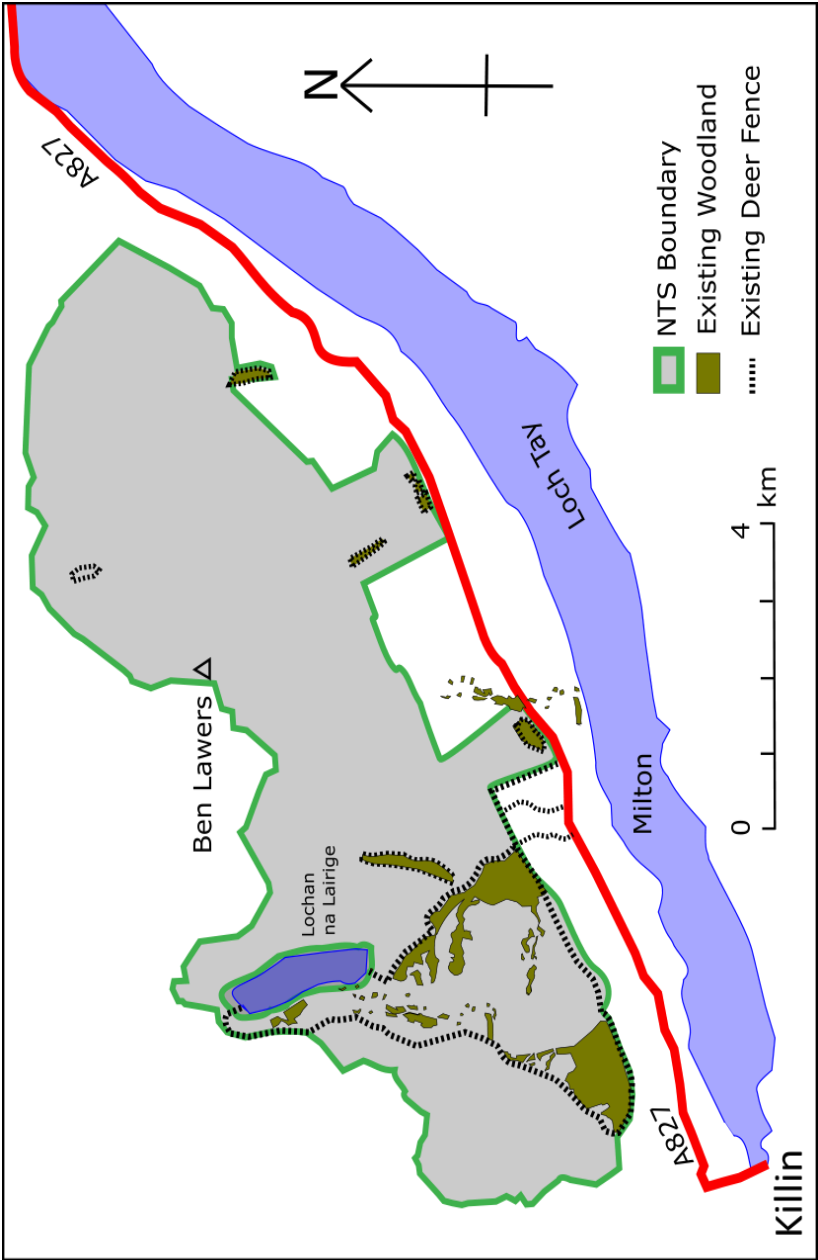 A827
N
Ben Lawers
Lochan
na Lairige
Loch Tay
NTS Boundary
Existing Woodland
Existing Deer Fence
Milton
0
4
km
A827
Killin